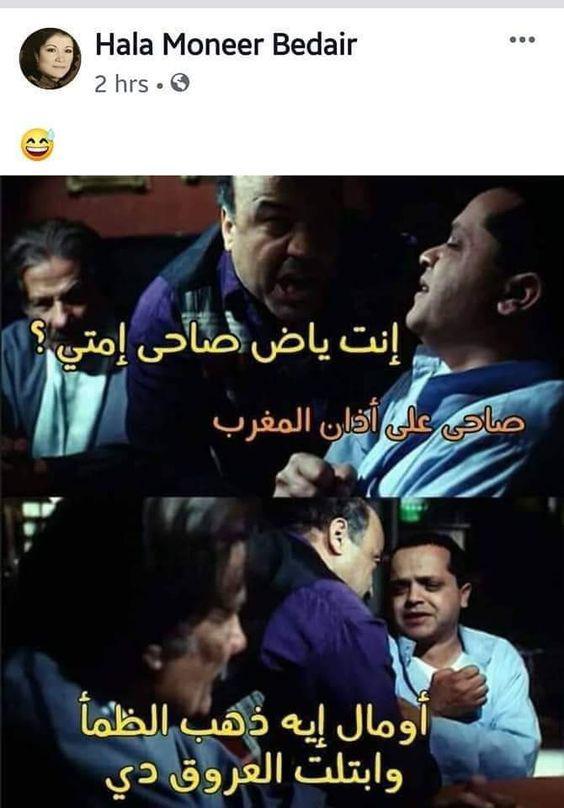 Hala Moneer Bedair
2 hrs
إنت ياض صاحى إمتي ؟
صاحى على أذان المغرب
أومال إيه ذهب الظمأ
وابتلت العروق دي